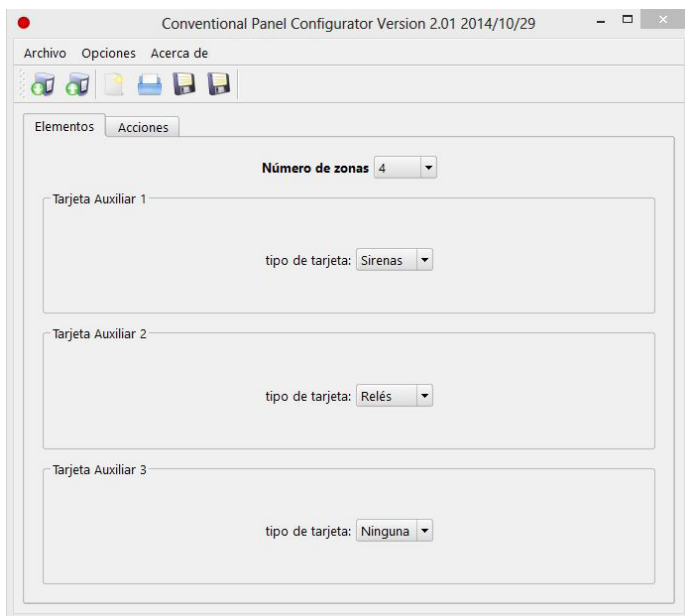 Conventional Panel Configurator Version 2.01 2014/10/29
Archivo Opciones Acerca de
Elementos Acciones
Número de zonas 4
Tarjeta Auxiliar 1
tipo de tarjeta: Sirenas
Tarjeta Auxiliar 2
tipo de tarjeta: Relés
Tarjeta Auxiliar 3
tipo de tarjeta: Ninguna